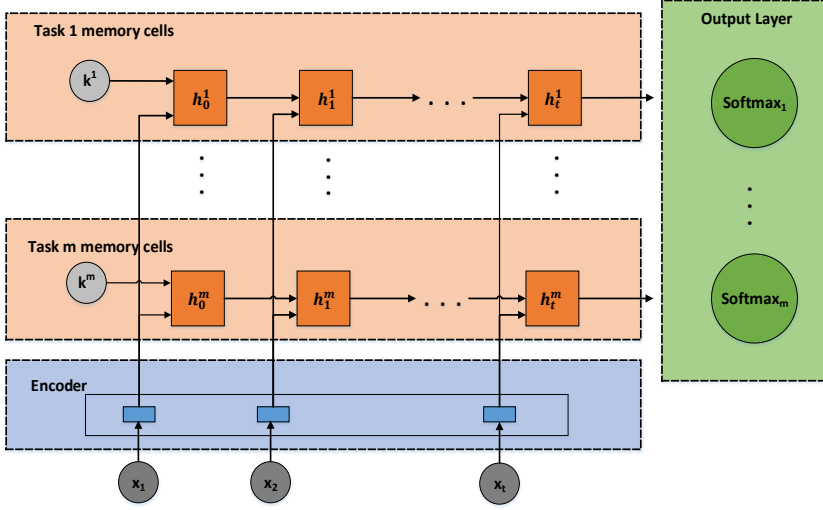 Task 1 memory cells
k¹
h₀¹
h₁¹
. . .
hₜ¹
Output Layer
Softmax₁
Task m memory cells
kᵐ
h₀ᵐ
h₁ᵐ
. . .
hₜᵐ
Softmaxₘ
Encoder
x₁
x₂
xₜ